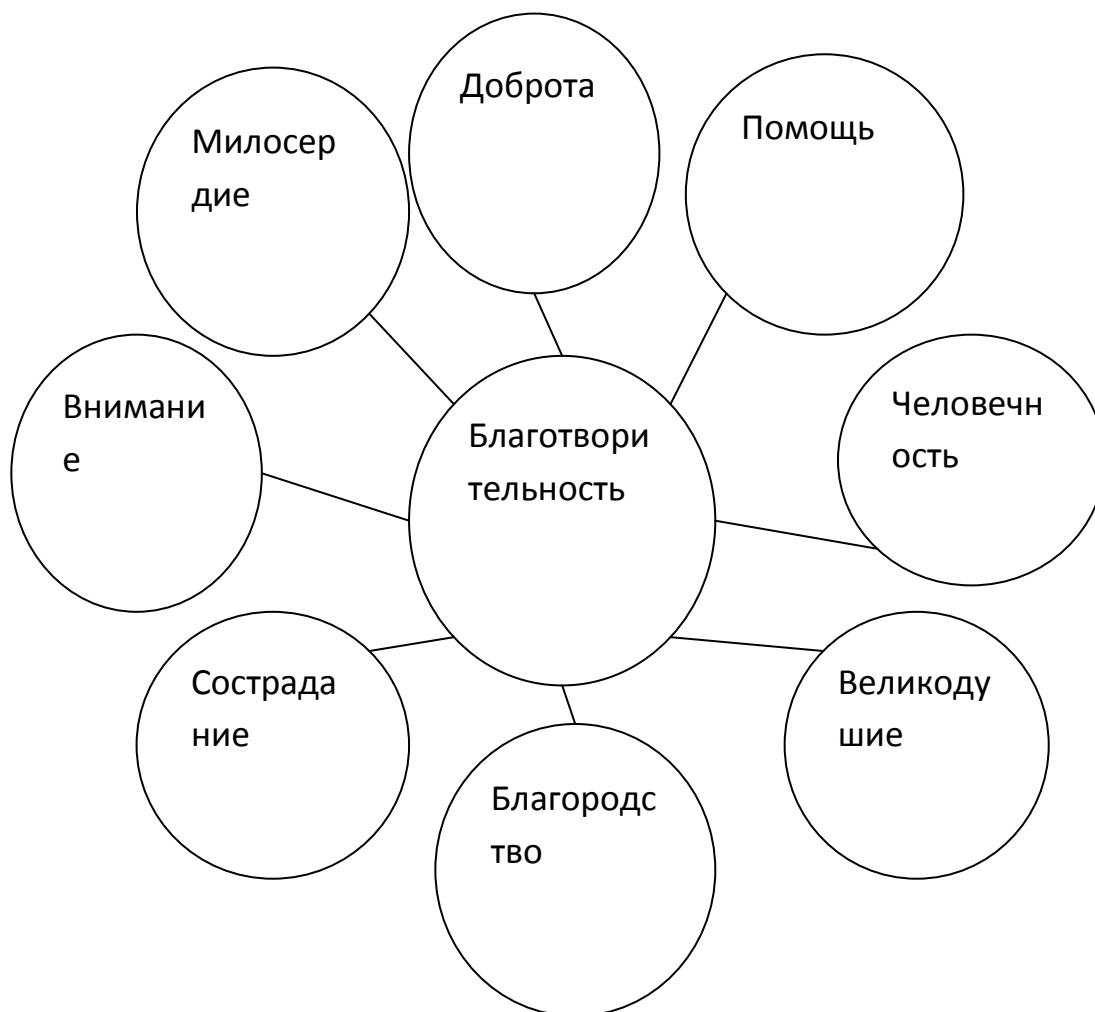 Доброта
Помощь
Милосер
дие
Человечн
ость
Внимани
е
Благотвори
тельность
Сострада
ние
Великоду
шие
Благородс
тво